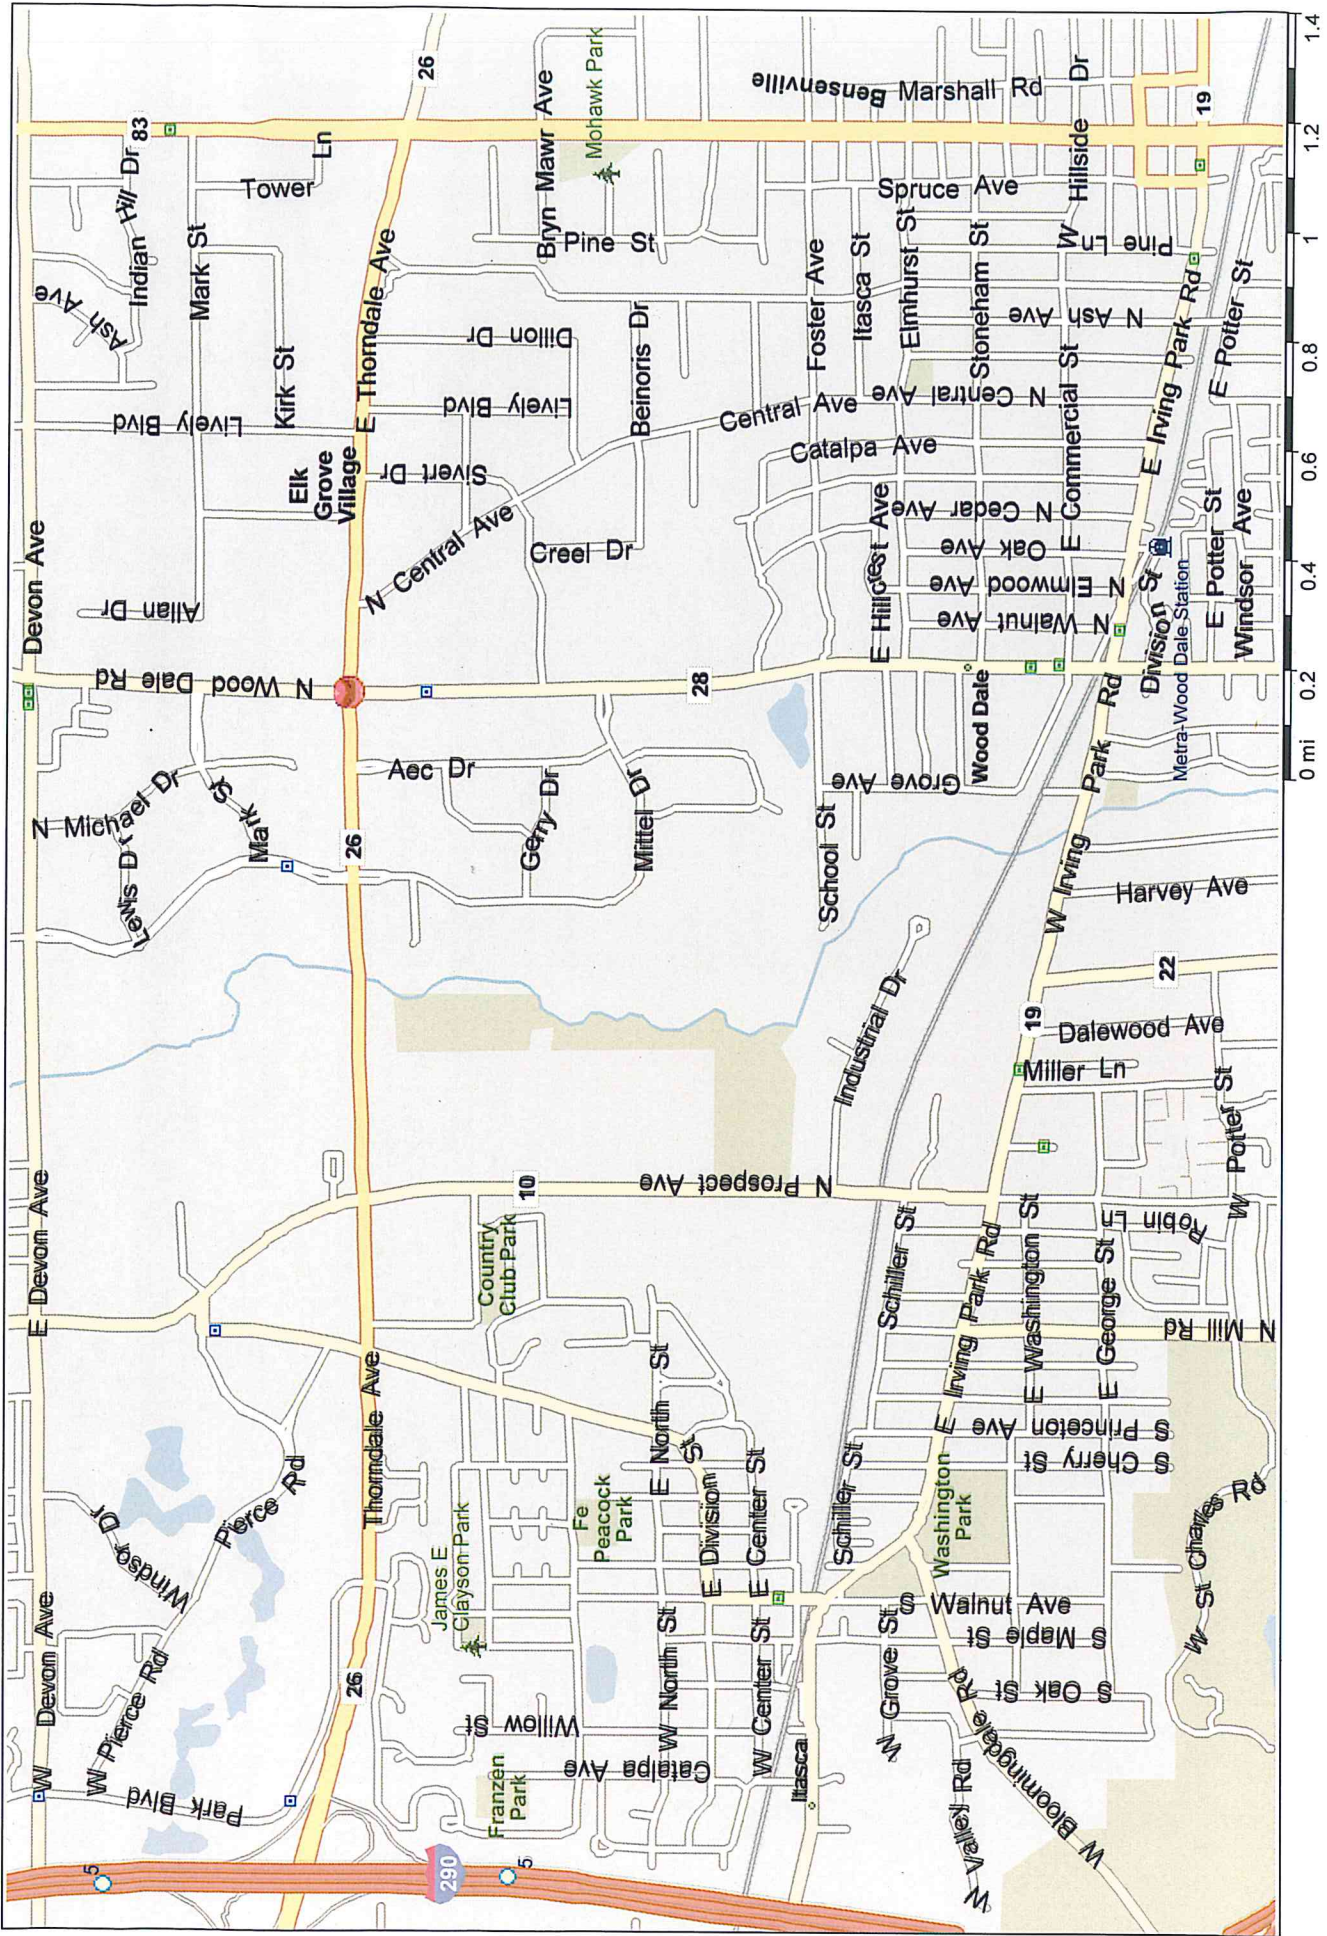 1.4
1.2
1
0.8
0.6
0.4
0.2
0 mi
26
83
19
Bensenville
Marshall Rd
Hillside Dr
W
Mohawk Park
Bryn Mawr Ave
Indian Hill Dr
Tower Ln
Spruce Ave
Pine St
Pine Ln
Mark St
Ash Ave
E Thorndale Ave
Foster Ave
Itasca St
Elmhurst St
Stoneham St
N Ash Ave
E Irving Park Rd
E Potter St
Kirk St
Lively Blvd
Dillon Dr
Lively Blvd
Beinoris Dr
Central Ave
N Central Ave
E Commercial St
Catalpa Ave
Elk
Grove
Village
Sivert Dr
N Central Ave
Creel Dr
E Hillcrest Ave
N Cedar Ave
Oak Ave
N Elmwood Ave
N Walnut Ave
Division St
E Potter St
Windsor Ave
Metra-Wood Dale Station
Devon Ave
Allan Dr
N Wood Dale Rd
28
Wood Dale
Grove Ave
School St
W Irving Park Rd
Harvey Ave
N Michael Dr
Lewis Dr
Mark St
Aec Dr
Gerry Dr
Mittel Dr
26
Industrial Dr
22
19
Dalewood Ave
Miller Ln
W Potter St
E Devon Ave
10
N Prospect Ave
Country
Club Park
Schiller St
E Irving Park Rd
E Washington St
E George St
Robin Ln
N Mill Rd
Thorndale Ave
E North St
E Division St
E Center St
Schiller St
S Princeton Ave
S Cherry St
Washington
Park
W St Charles Rd
Windsor Dr
Pierce Rd
James E
Clayson Park
Fe
Peacock
Park
W Devon Ave
W Pierce Rd
Park Blvd
26
Willow St
Catalpa Ave
Franzen
Park
W North St
W Center St
Itasca
W Grove St
S Walnut Ave
S Maple St
S Oak St
W Bloomingdale Rd
W Valley Rd
5
290
5